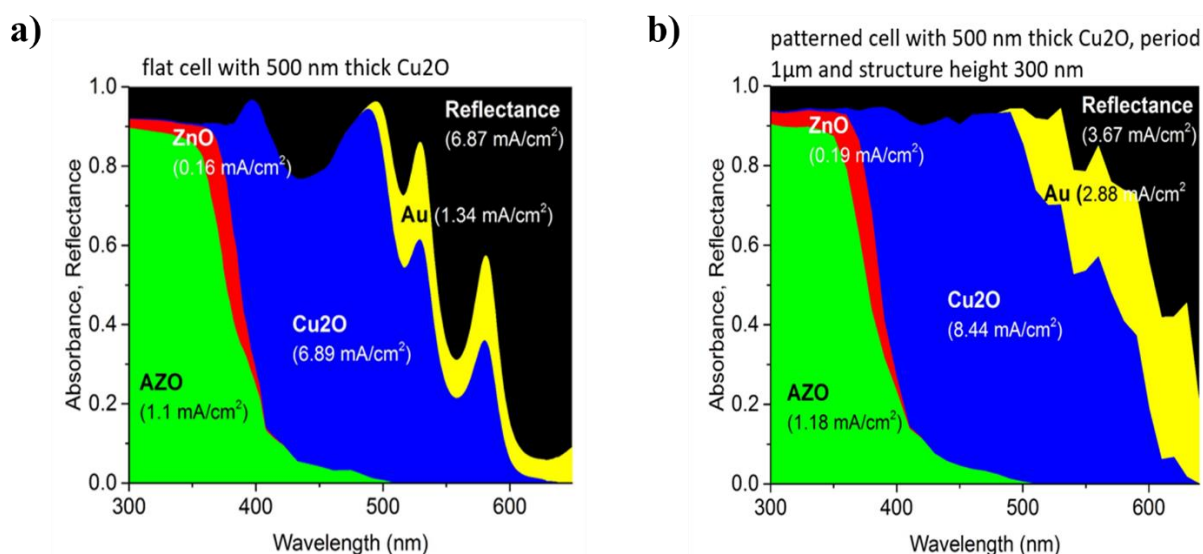 a)
flat cell with 500 nm thick Cu2O
Absorbance, Reflectance
1.0
0.8
0.6
0.4
0.2
0.0
Reflectance
(6.87 mA/cm²)
ZnO
(0.16 mA/cm²)
Au (1.34 mA/cm²)
Cu2O
(6.89 mA/cm²)
AZO
(1.1 mA/cm²)
300
400
500
600
Wavelength (nm)
b)
patterned cell with 500 nm thick Cu2O, period
1µm and structure height 300 nm
Absorbance, Reflectance
1.0
0.8
0.6
0.4
0.2
0.0
Reflectance
(3.67 mA/cm²)
ZnO
(0.19 mA/cm²)
Au (2.88 mA/cm²
Cu2O
(8.44 mA/cm²)
AZO
(1.18 mA/cm²)
300
400
500
600
Wavelength (nm)